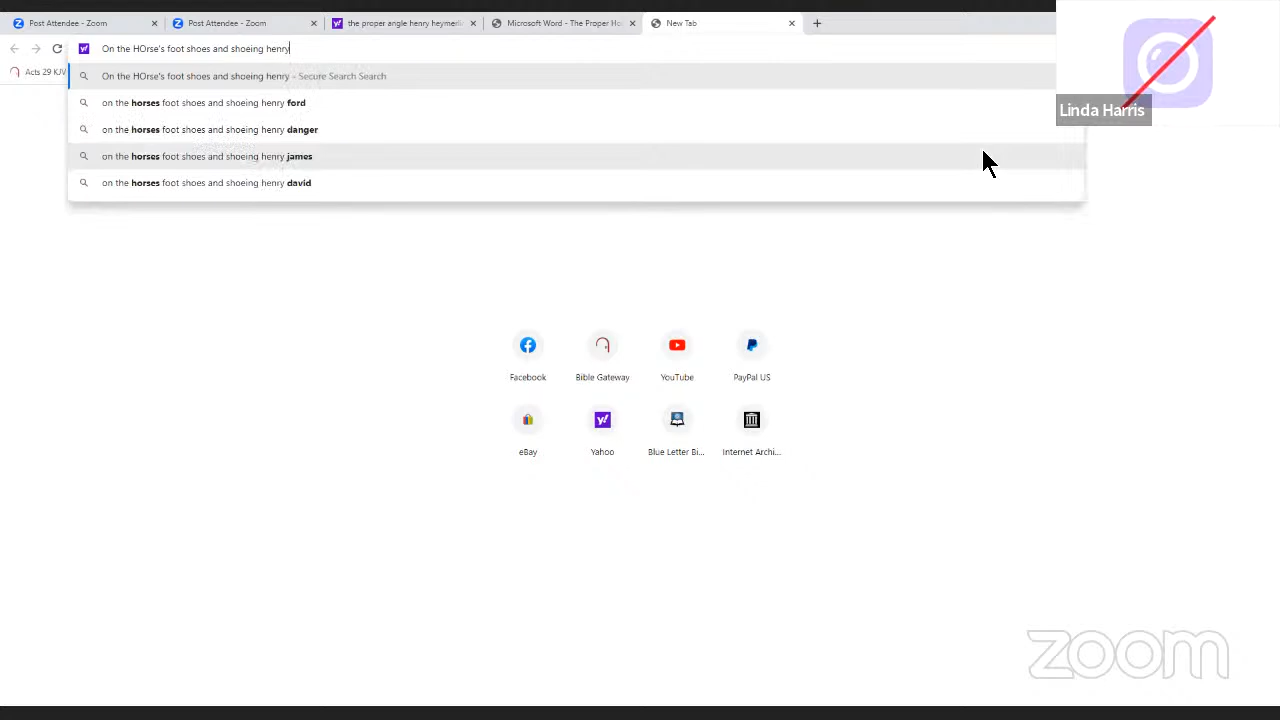 Post Attendee - Zoom
Post Attendee - Zoom
the proper angle henry heymerli
Microsoft Word - The Proper Ho
New Tab
On the HOrse's foot shoes and shoeing henry
Acts 29 KJV
On the HOrse's foot shoes and shoeing henry - Secure Search Search
on the horses foot shoes and shoeing henry ford
on the horses foot shoes and shoeing henry danger
on the horses foot shoes and shoeing henry james
on the horses foot shoes and shoeing henry david
Linda Harris
Facebook
Bible Gateway
YouTube
PayPal US
eBay
Yahoo
Blue Letter Bi...
Internet Archi...
zoom